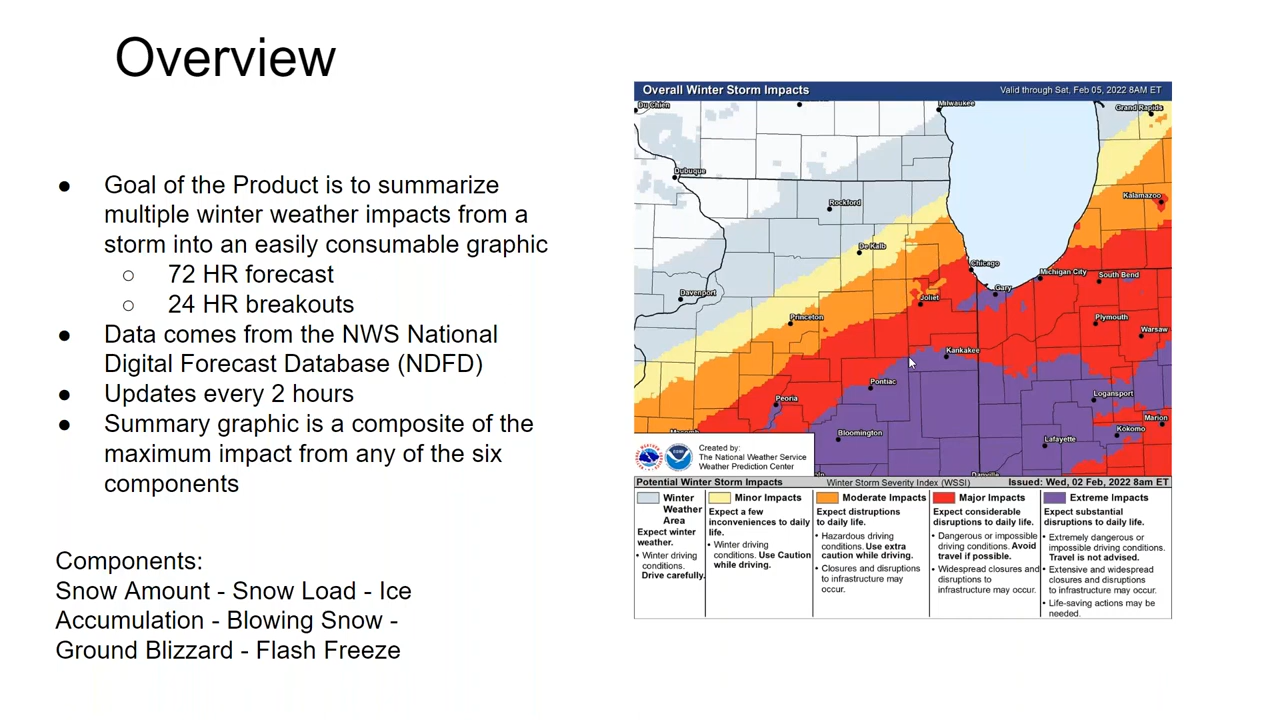 Overview
● Goal of the Product is to summarize
multiple winter weather impacts from a
storm into an easily consumable graphic
○ 72 HR forecast
○ 24 HR breakouts
● Data comes from the NWS National
Digital Forecast Database (NDFD)
● Updates every 2 hours
● Summary graphic is a composite of the
maximum impact from any of the six
components
Components:
Snow Amount - Snow Load - Ice
Accumulation - Blowing Snow -
Ground Blizzard - Flash Freeze
Overall Winter Storm Impacts
Valid through Sat, Feb 05, 2022 8AM ET
Du Chien
Milwaukee
Grand Rapids
Dubuque
Rockford
Kalamazoo
De Kalb
Chicago
Michigan City
South Bend
Davenport
Gary
Joliet
Princeton
Plymouth
Warsaw
Kankakee
Pontiac
Peoria
Logansport
Marion
Macomb
Bloomington
Kokomo
Lafayette
Danville
Created by:
The National Weather Service
Weather Prediction Center
Potential Winter Storm Impacts
Winter Storm Severity Index (WSSI)
Issued: Wed, 02 Feb, 2022 8am ET
Winter
Weather
Area
Expect winter
weather.
• Winter driving
conditions.
Drive carefully.
Minor Impacts
Expect a few
inconveniences to daily
life.
• Winter driving
conditions. Use Caution
while driving.
Moderate Impacts
Expect distruptions
to daily life.
• Hazardous driving
conditions. Use extra
caution while driving.
• Closures and disruptions
to infrastructure may
occur.
Major Impacts
Expect considerable
disruptions to daily life.
• Dangerous or impossible
driving conditions. Avoid
travel if possible.
• Widespread closures and
disruptions to
infrastructure may occur.
Extreme Impacts
Expect substantial
disruptions to daily life.
• Extremely dangerous or
impossible driving conditions.
Travel is not advised.
• Extensive and widespread
closures and disruptions
to infrastructure may occur.
• Life-saving actions may be
needed.